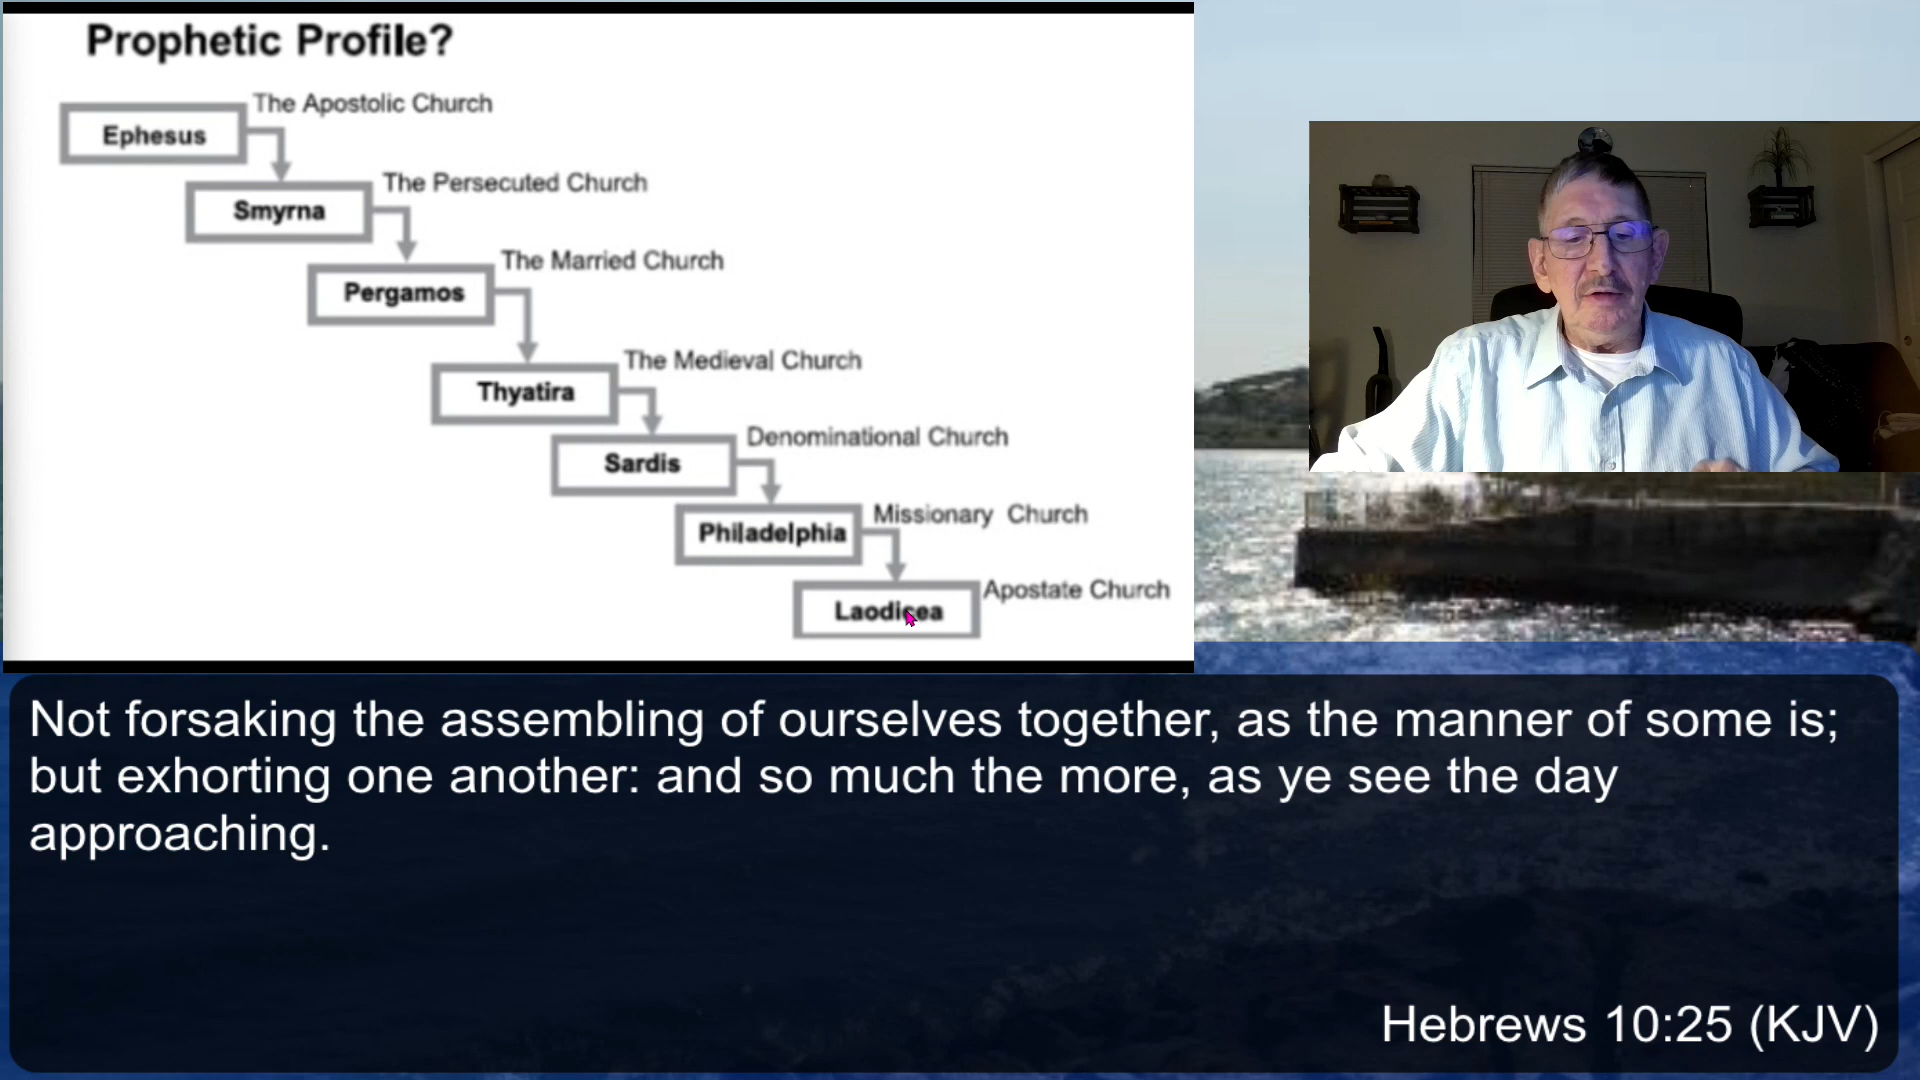 Prophetic Profile?
The Apostolic Church
Ephesus
The Persecuted Church
Smyrna
The Married Church
Pergamos
The Medieval Church
Thyatira
Denominational Church
Sardis
Missionary Church
Philadelphia
Apostate Church
Laodicea
Not forsaking the assembling of ourselves together, as the manner of some is;
but exhorting one another: and so much the more, as ye see the day
approaching.
Hebrews 10:25 (KJV)